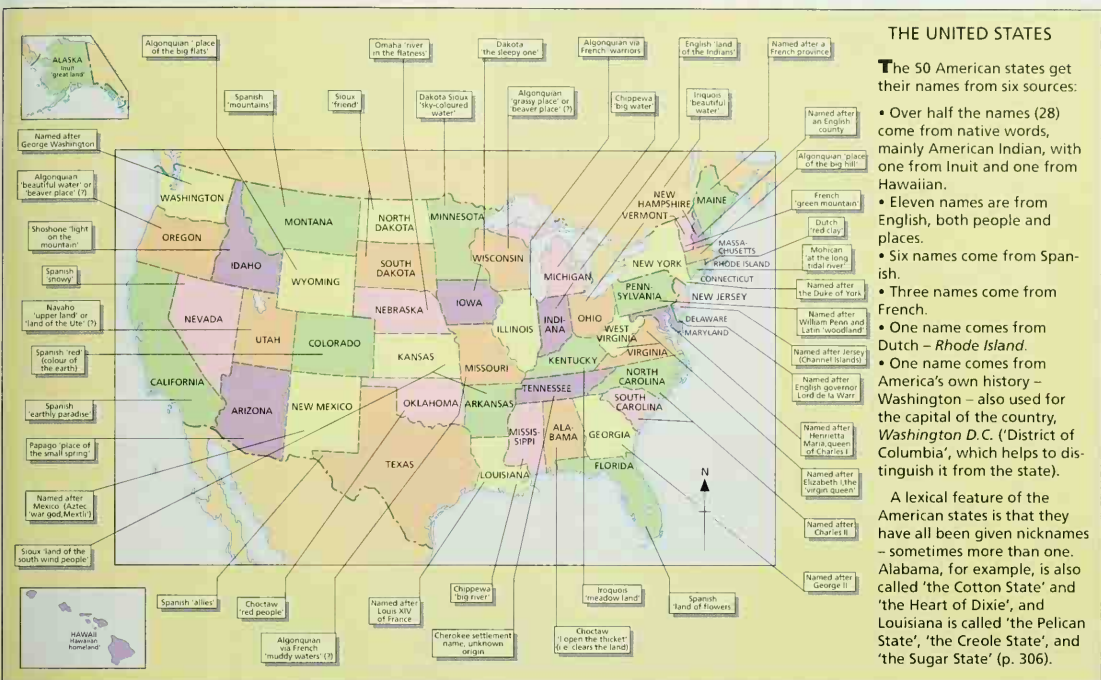 THE UNITED STATES
The 50 American states get
their names from six sources:
• Over half the names (28)
come from native words,
mainly American Indian, with
one from Inuit and one from
Hawaiian.
• Eleven names are from
English, both people and
places.
• Six names come from Span-
ish.
• Three names come from
French.
• One name comes from
Dutch – Rhode Island.
• One name comes from
America's own history –
Washington – also used for
the capital of the country,
Washington D.C. ('District of
Columbia', which helps to dis-
tinguish it from the state).
A lexical feature of the
American states is that they
have all been given nicknames
– sometimes more than one.
Alabama, for example, is also
called 'the Cotton State' and
'the Heart of Dixie', and
Louisiana is called 'the Pelican
State', 'the Creole State', and
'the Sugar State' (p. 306).
ALASKA
Inuit
'great land'
Algonquian 'place
of the big flats'
Spanish
'mountains'
Sioux
'friend'
Omaha 'river
in the flatness'
Dakota Sioux
'sky-coloured
water'
Dakota
'the sleepy one'
Algonquian
'grassy place' or
'beaver place' (?)
Algonquian via
French 'warriors'
Chippewa
'big water'
English 'land
of the Indians'
Iriquois
'beautiful
water'
Named after a
French province
Named after
an English
county
Algonquian 'place
of the big hill'
French
'green mountain'
Dutch
'red clay'
Mohican
'at the long
tidal river'
Named after
the Duke of York
Named after
William Penn and
Latin 'woodland'
Named after Jersey
(Channel Islands)
Named after
English governor
Lord de la Warr
Named after
Henrietta
Maria, queen
of Charles I
Named after
Elizabeth I, the
'virgin queen'
Named after
Charles II
Named after
George II
Named after
George Washington
Algonquian
'beautiful water' or
'beaver place' (?)
Shoshone 'light
on the
mountain'
Spanish
'snowy'
Navaho
'upper land' or
'land of the Ute' (?)
Spanish 'red'
(colour of
the earth)
Spanish
'earthly paradise'
Papago 'place of
the small spring'
Named after
Mexico (Aztec
'war god, Mextli')
Sioux 'land of the
south wind people'
Spanish 'allies'
Choctaw
'red people'
Algonquian
via French
'muddy waters' (?)
Named after
Louis XIV
of France
Chippewa
'big river'
Cherokee settlement
name, unknown
origin
Iroquois
'meadow land'
Choctaw
'I open the thicket'
(i.e. clears the land)
Spanish
'land of flowers'
HAWAII
Hawaiian
'homeland'
WASHINGTON
OREGON
IDAHO
MONTANA
NORTH
DAKOTA
MINNESOTA
SOUTH
DAKOTA
WISCONSIN
WYOMING
MICHIGAN
NEW
HAMPSHIRE
VERMONT
MAINE
MASSA-
CHUSETTS
RHODE ISLAND
CONNECTICUT
NEW YORK
PENN-
SYLVANIA
NEW JERSEY
DELAWARE
MARYLAND
NEVADA
UTAH
COLORADO
NEBRASKA
IOWA
ILLINOIS
INDI-
ANA
OHIO
WEST
VIRGINIA
VIRGINIA
CALIFORNIA
KANSAS
MISSOURI
KENTUCKY
NORTH
CAROLINA
ARIZONA
NEW MEXICO
OKLAHOMA
ARKANSAS
TENNESSEE
SOUTH
CAROLINA
TEXAS
LOUISIANA
MISSIS-
SIPPI
ALA-
BAMA
GEORGIA
FLORIDA
N